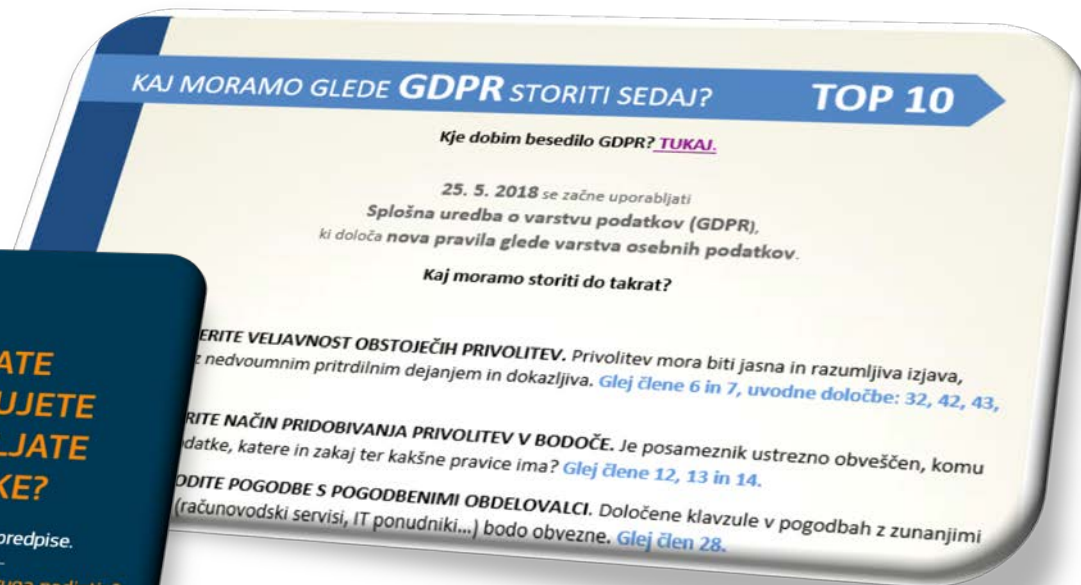 KAJ MORAMO GLEDE GDPR STORITI SEDAJ? TOP 10
Kje dobim besedilo GDPR? TUKAJ.
25. 5. 2018 se začne uporabljati
Splošna uredba o varstvu podatkov (GDPR),
ki določa nova pravila glede varstva osebnih podatkov.
Kaj moramo storiti do takrat?
ERITE VELJAVNOST OBSTOJEČIH PRIVOLITEV. Privolitev mora biti jasna in razumljiva izjava,
z nedvoumnim pritrdilnim dejanjem in dokazljiva. Glej člene 6 in 7, uvodne določbe: 32, 42, 43,
RITE NAČIN PRIDOBIVANJA PRIVOLITEV V BODOČE. Je posameznik ustrezno obveščen, komu
datke, katere in zakaj ter kakšne pravice ima? Glej člene 12, 13 in 14.
ODITE POGODBE S POGODBENIMI OBDELOVALCI. Določene klavzule v pogodbah z zunanjimi
(računovodski servisi, IT ponudniki...) bodo obvezne. Glej člen 28.
ATE
UJETE
LJATE
KE?
predpise.